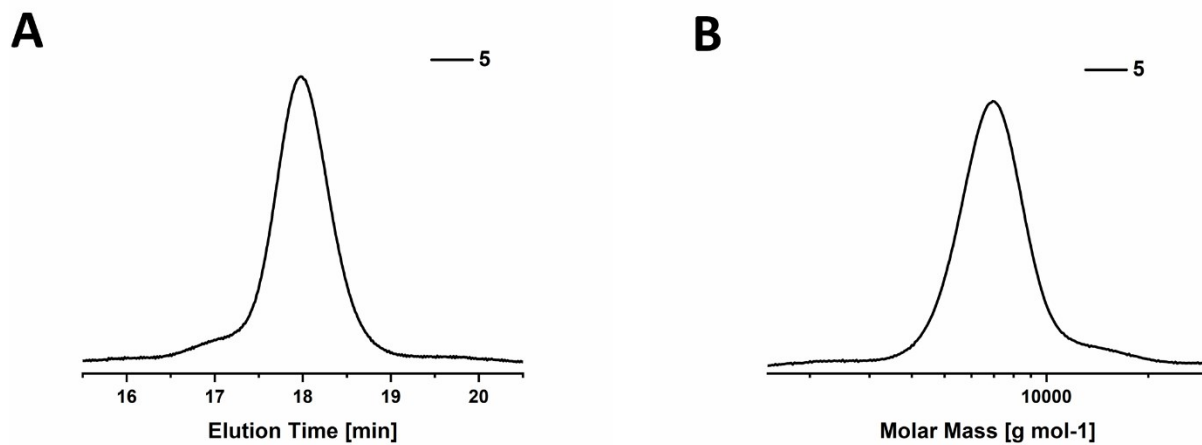 A
5
16 17 18 19 20
Elution Time [min]
B
5
10000
Molar Mass [g mol-1]